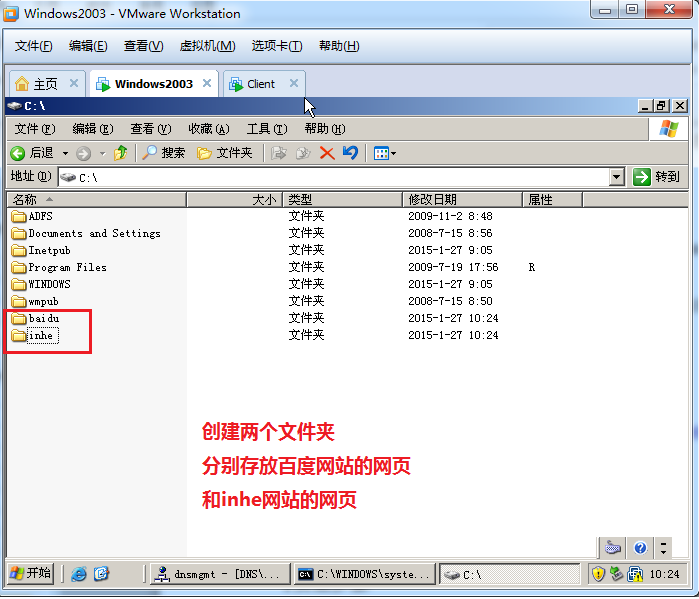 Windows2003 - VMware Workstation
文件(F) 编辑(E) 查看(V) 虚拟机(M) 选项卡(T) 帮助(H)
主页 Windows2003 Client
C:\
文件(F) 编辑(E) 查看(V) 收藏(A) 工具(T) 帮助(H)
后退 搜索 文件夹
地址(D) C:\ 转到
名称 大小 类型 修改日期 属性
ADFS 文件夹 2009-11-2 8:48
Documents and Settings 文件夹 2008-7-15 8:56
Inetpub 文件夹 2015-1-27 9:05
Program Files 文件夹 2009-7-19 17:56 R
WINDOWS 文件夹 2015-1-27 9:05
wmpub 文件夹 2008-7-15 8:50
baidu 文件夹 2015-1-27 10:24
inhe 文件夹 2015-1-27 10:24
创建两个文件夹
分别存放百度网站的网页
和inhe网站的网页
开始 dnsmgmt - [DNS\... C:\WINDOWS\syste... C:\ 10:24